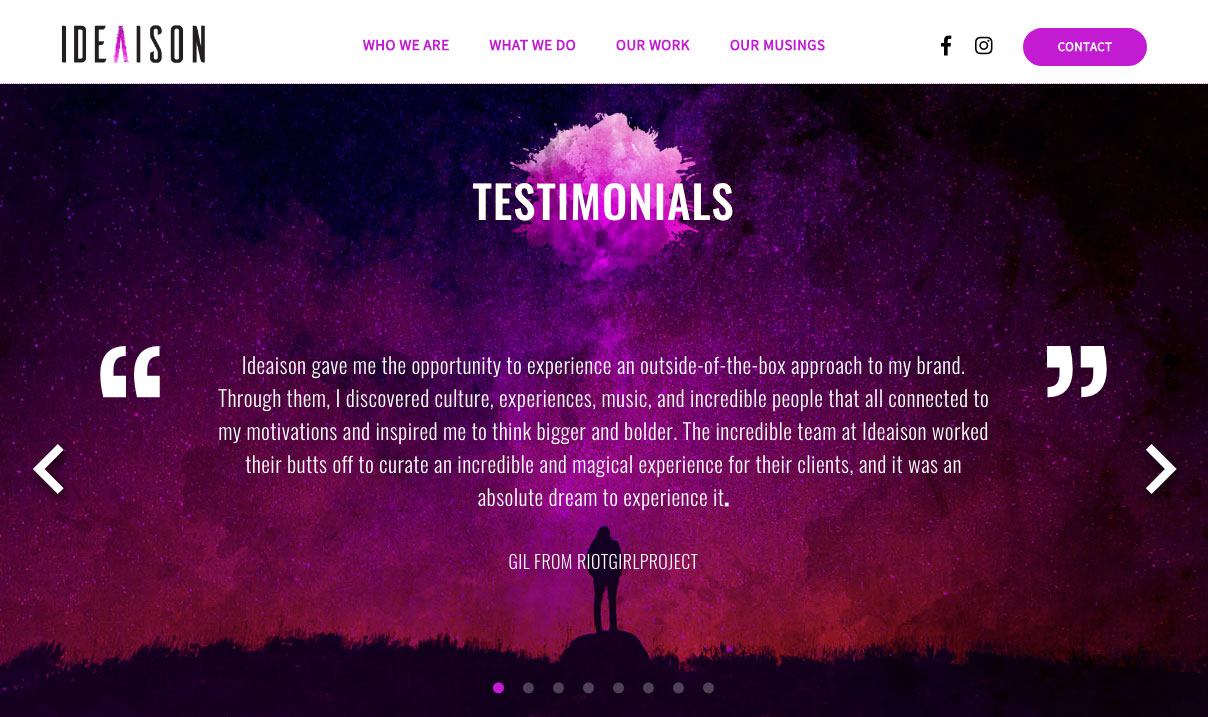 IDEAISON
WHO WE ARE WHAT WE DO OUR WORK OUR MUSINGS CONTACT
TESTIMONIALS
“ ”
Ideaison gave me the opportunity to experience an outside-of-the-box approach to my brand.
Through them, I discovered culture, experiences, music, and incredible people that all connected to
my motivations and inspired me to think bigger and bolder. The incredible team at Ideaison worked
their butts off to curate an incredible and magical experience for their clients, and it was an
absolute dream to experience it.
GIL FROM RIOTGIRLPROJECT